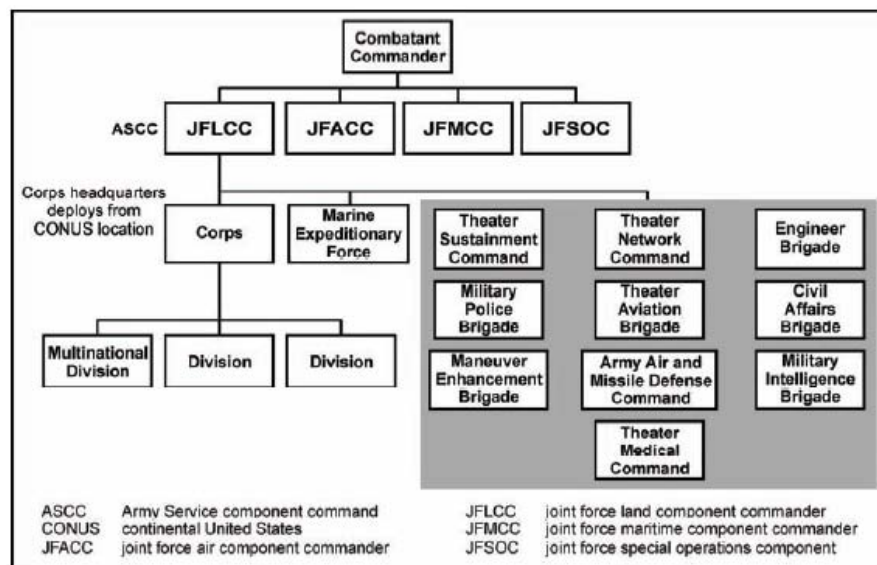 Combatant
Commander
ASCC
JFLCC
JFACC
JFMCC
JFSOC
Corps headquarters
deploys from
CONUS location
Corps
Marine
Expeditionary
Force
Theater
Sustainment
Command
Theater
Network
Command
Engineer
Brigade
Military
Police
Brigade
Theater
Aviation
Brigade
Civil
Affairs
Brigade
Multinational
Division
Division
Division
Maneuver
Enhancement
Brigade
Army Air and
Missile Defense
Command
Military
Intelligence
Brigade
Theater
Medical
Command
ASCC Army Service component command
CONUS continental United States
JFACC joint force air component commander
JFLCC joint force land component commander
JFMCC joint force maritime component commander
JFSOC joint force special operations component